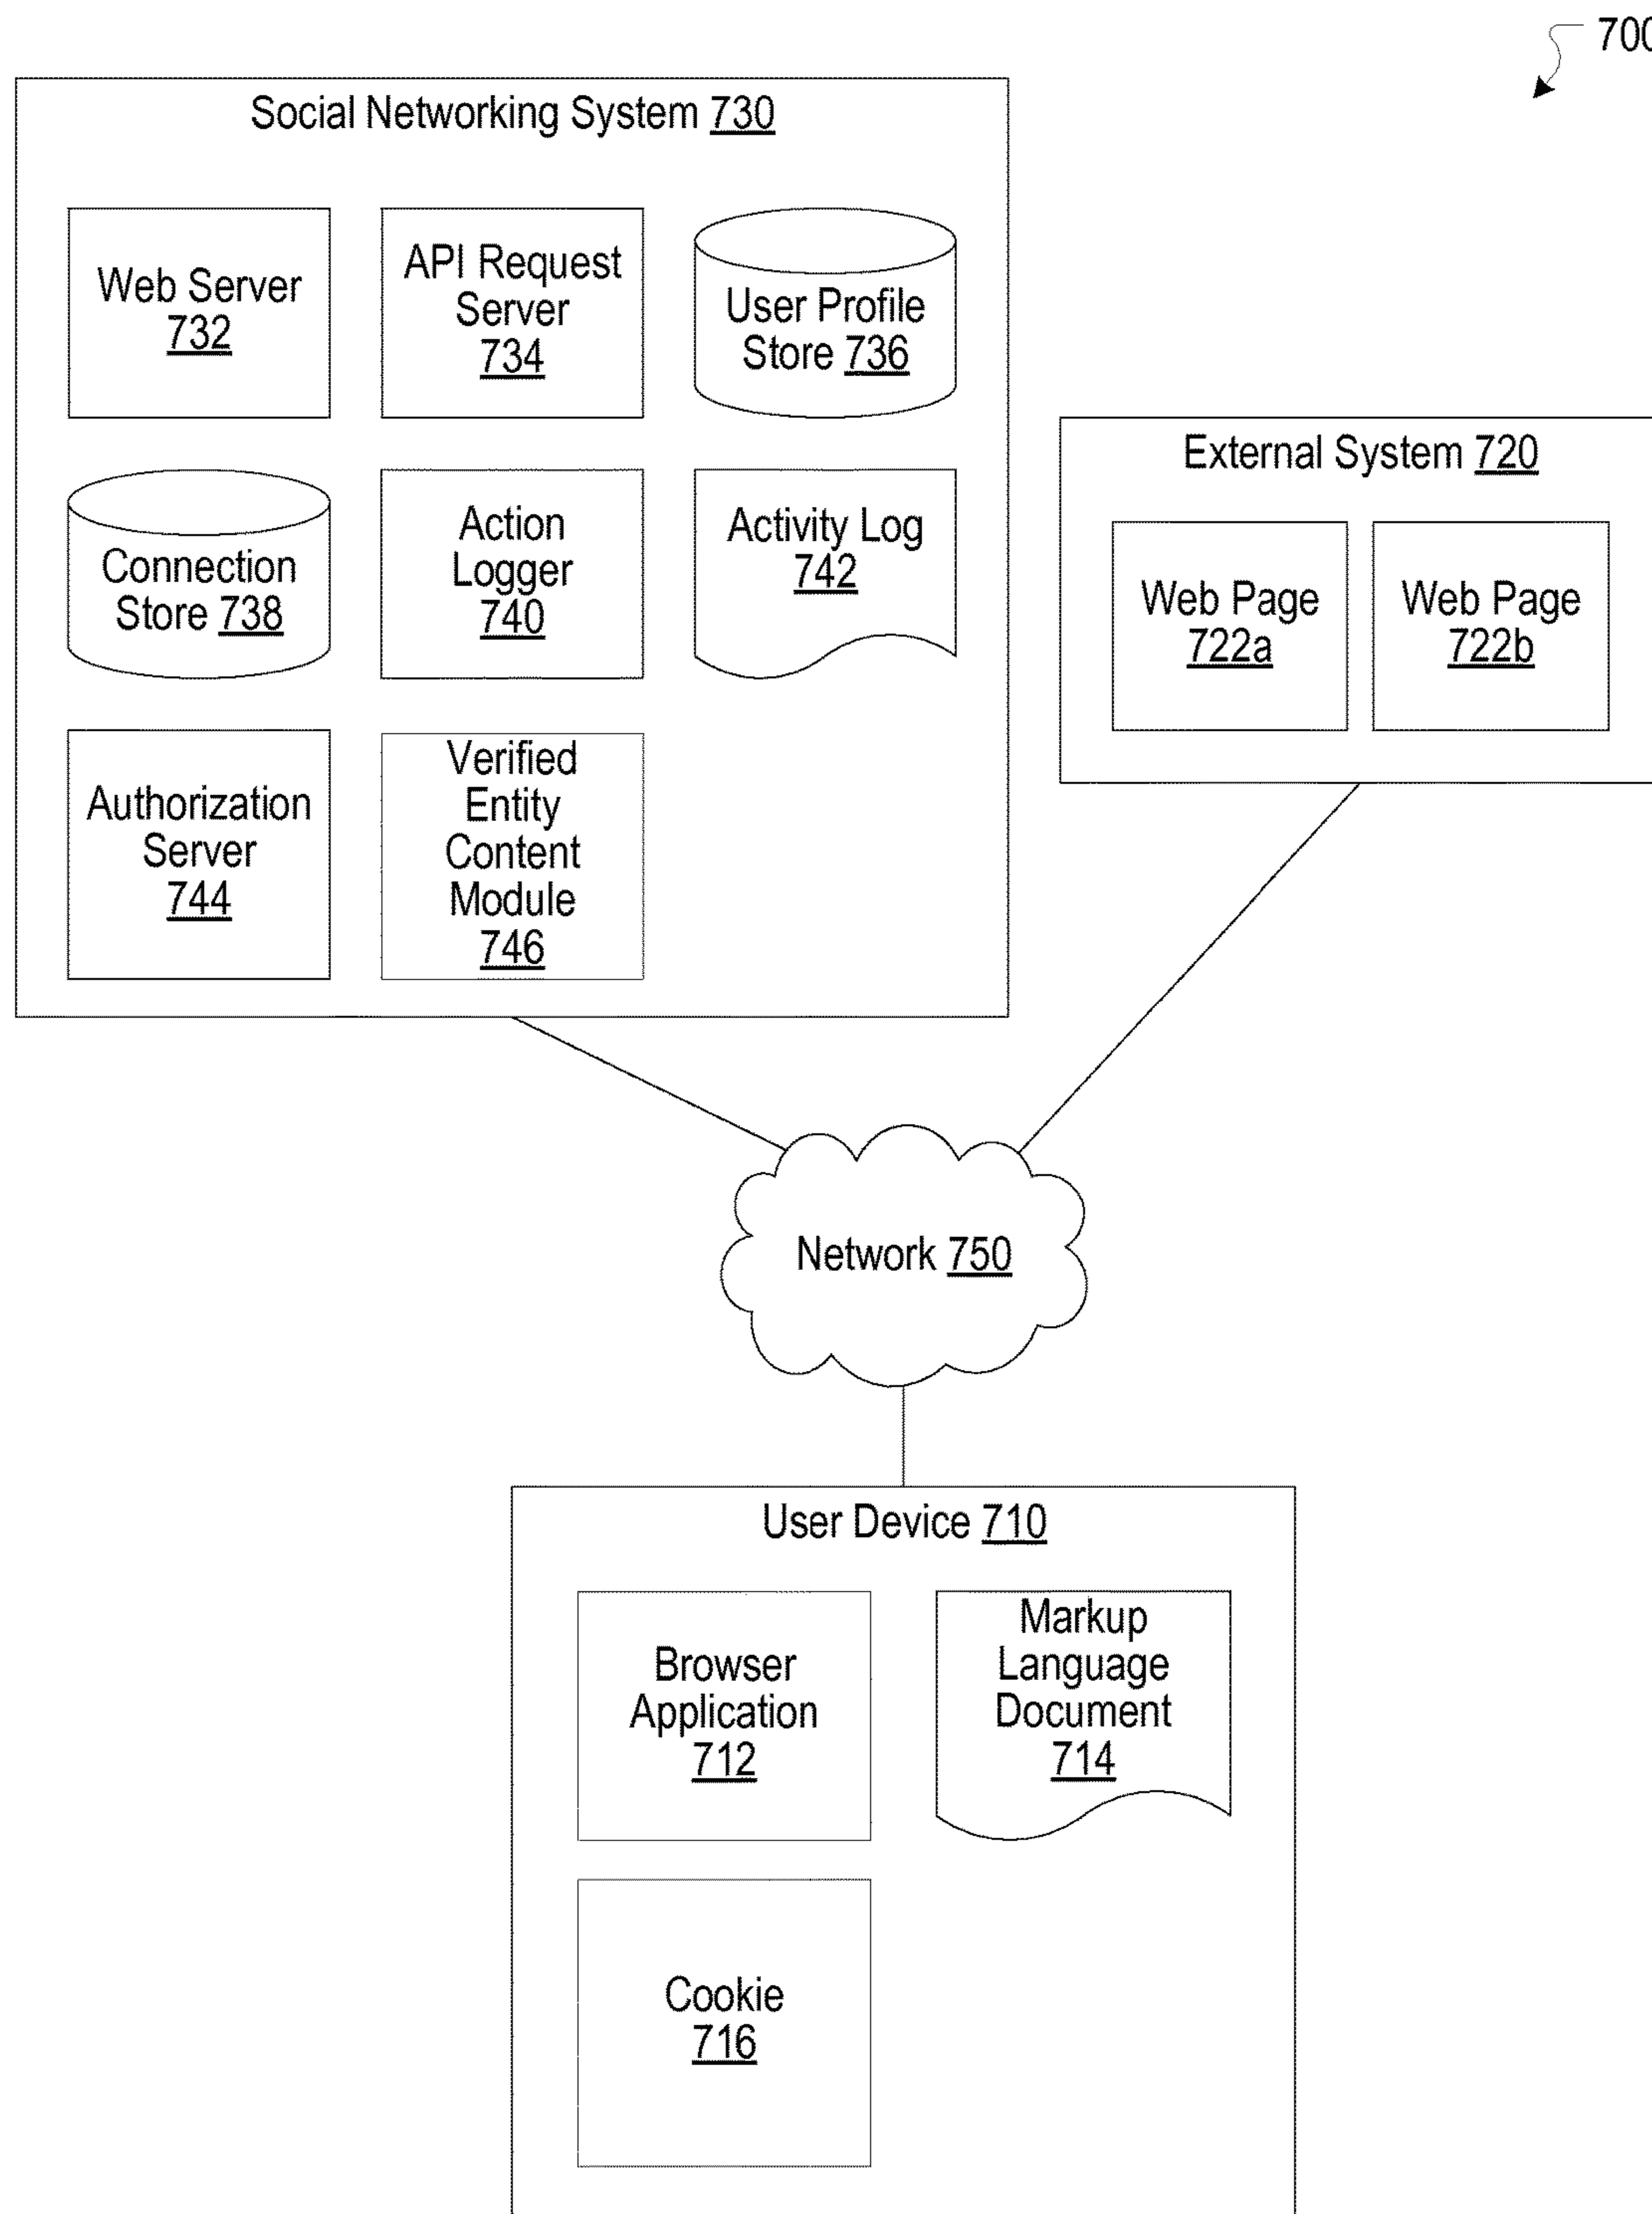 700
Social Networking System 730
Web Server
732
API Request
Server
734
User Profile
Store 736
Connection
Store 738
Action
Logger
740
Activity Log
742
Authorization
Server
744
Verified
Entity
Content
Module
746
External System 720
Web Page
722a
Web Page
722b
Network 750
User Device 710
Browser
Application
712
Markup
Language
Document
714
Cookie
716